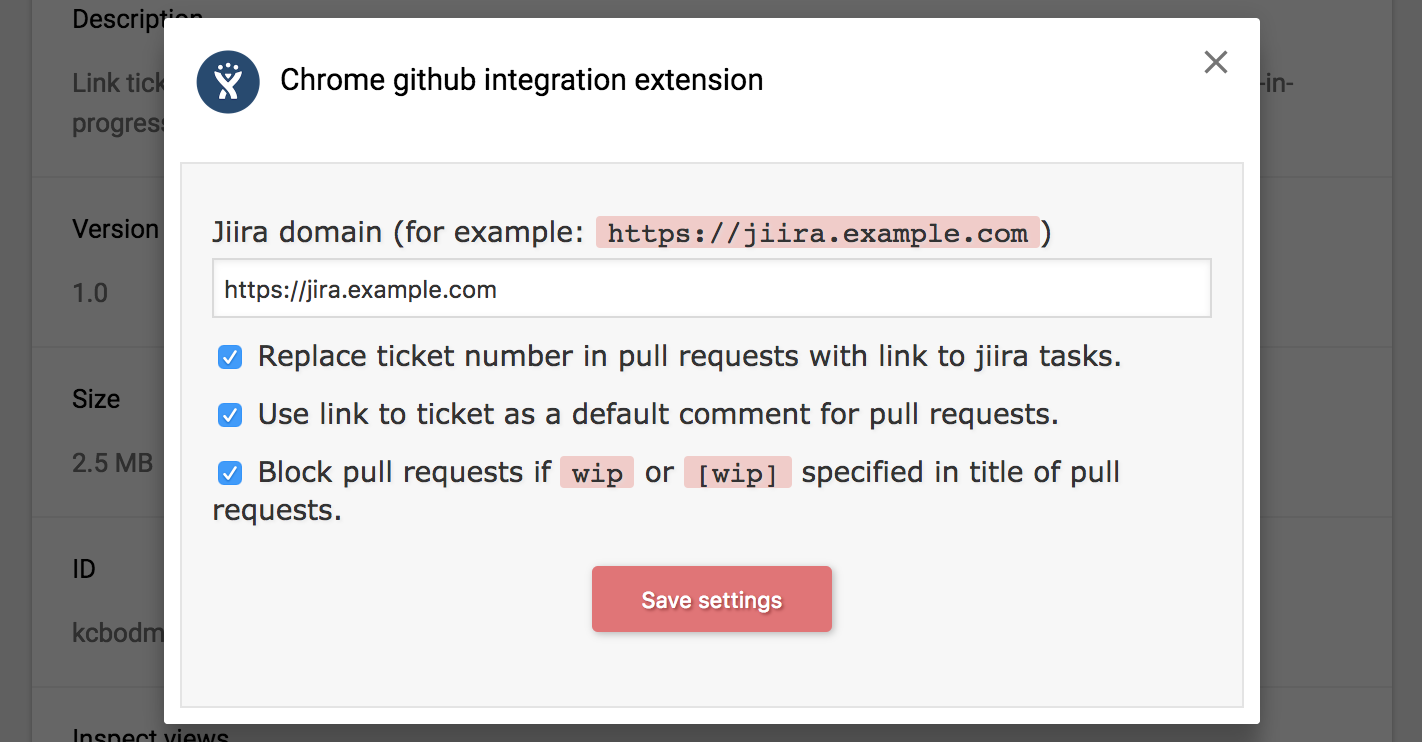 Description
Chrome github integration extension
Link tick
-in-
progress
Jiira domain (for example: https://jiira.example.com )
Version
https://jira.example.com
1.0
Replace ticket number in pull requests with link to jiira tasks.
Size
Use link to ticket as a default comment for pull requests.
2.5 MB
Block pull requests if wip or [wip] specified in title of pull
requests.
ID
Save settings
kcbodm
Inspect views